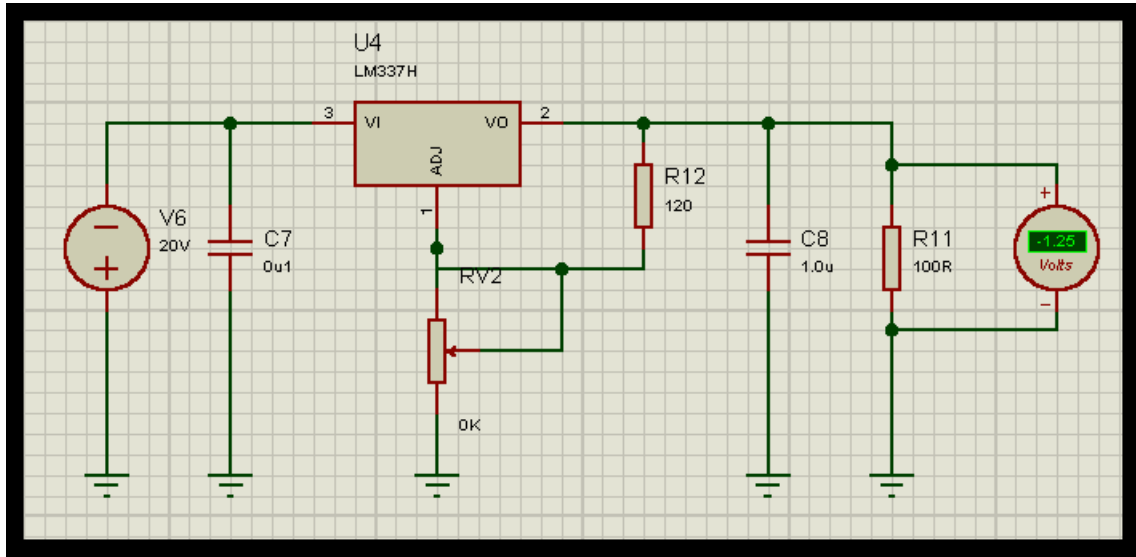 U4
LM337H
3
VI
VO
2
ADJ
1
V6
20V
C7
0u1
RV2
0K
R12
120
C8
1.0u
R11
100R
+
-1.25
Volts
−